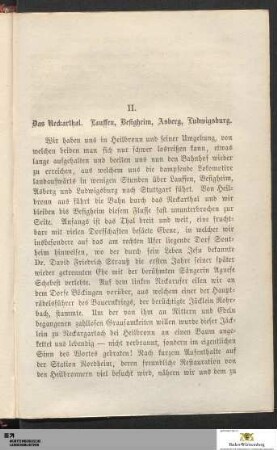 II.
Das Neckarthal. Lauffen, Besigheim, Asberg, Ludwigsburg.
Wir haben uns in Heilbronn und seiner Umgebung, von
welchen beiden man sich nur schwer losreißen kann, etwas
lange aufgehalten und beeilen uns nun den Bahnhof wieder
zu erreichen, aus welchem uns die dampfende Lokomotive
landaufwärts in wenigen Stunden über Lauffen, Besigheim,
Asberg und Ludwigsburg nach Stuttgart führt. Von Heil-
bronn aus führt die Bahn durch das Neckarthal und wir
bleiben bis Besigheim diesem Flusse fast ununterbrochen zur
Seite. Anfangs ist das Thal breit und weit, eine frucht-
bare mit vielen Dorfschaften besäete Ebene, in welcher wir
insbesondere auf das am rechten Ufer liegende Dorf Sont-
heim hinweisen, wo der durch sein Leben Jesu bekannte
Dr. David Friedrich Strauß die ersten Jahre seiner später
wieder getrennten Ehe mit der berühmten Sängerin Agnese
Schebest verlebte. Auf dem linken Neckarufer eilen wir an
dem Dorf Böckingen vorüber, aus welchem einer der Haupt-
rädelsführer des Bauernkriegs, der berüchtigte Jäcklein Rohr-
bach, stammte. Um der von ihm an Rittern und Edeln
begangenen zahllosen Grausamkeiten willen wurde dieser Jäck-
lein zu Neckargartach bei Heilbronn an einen Baum ange-
kettet und lebendig — nicht verbrannt, sondern im eigentlichen
Sinn des Wortes gebraten! Nach kurzem Aufenthalte auf
der Station Nordheim, deren freundliche Restauration von
den Heilbronnern viel besucht wird, nähern wir uns dem zu
Baden-Württemberg